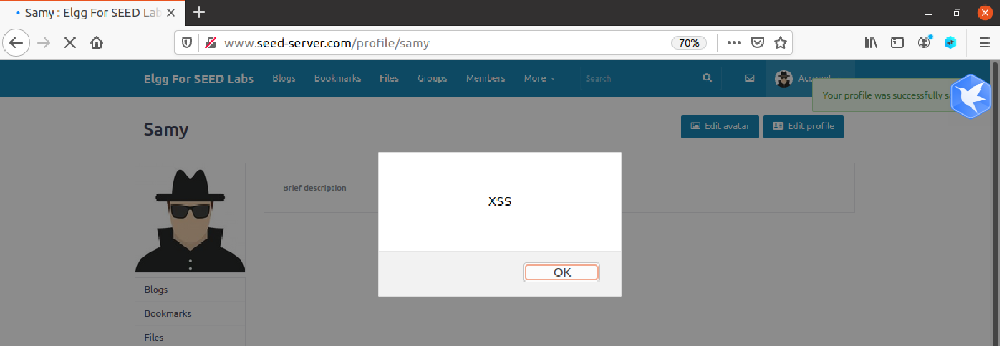 Samy : Elgg For SEED Lab
www.seed-server.com/profile/samy
70%
Elgg For SEED Labs
Blogs
Bookmarks
Files
Groups
Members
More
Search
Account
Your profile was successfully
Samy
Edit avatar
Edit profile
Brief description
xss
OK
Blogs
Bookmarks
Files